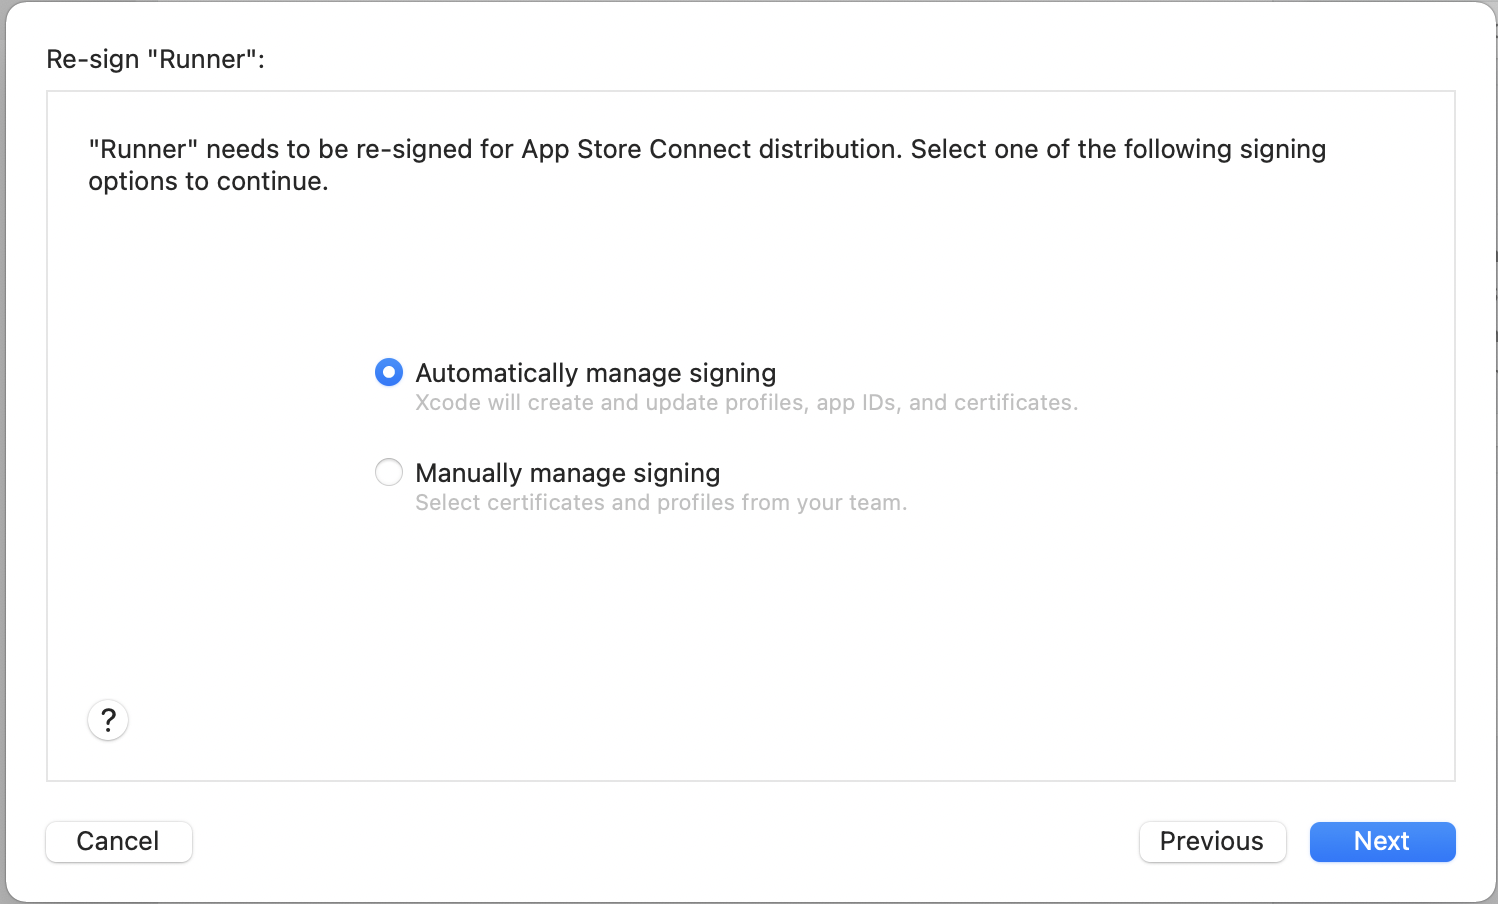 Re-sign "Runner":
"Runner" needs to be re-signed for App Store Connect distribution. Select one of the following signing
options to continue.
Automatically manage signing
Xcode will create and update profiles, app IDs, and certificates.
Manually manage signing
Select certificates and profiles from your team.
?
Cancel
Previous
Next